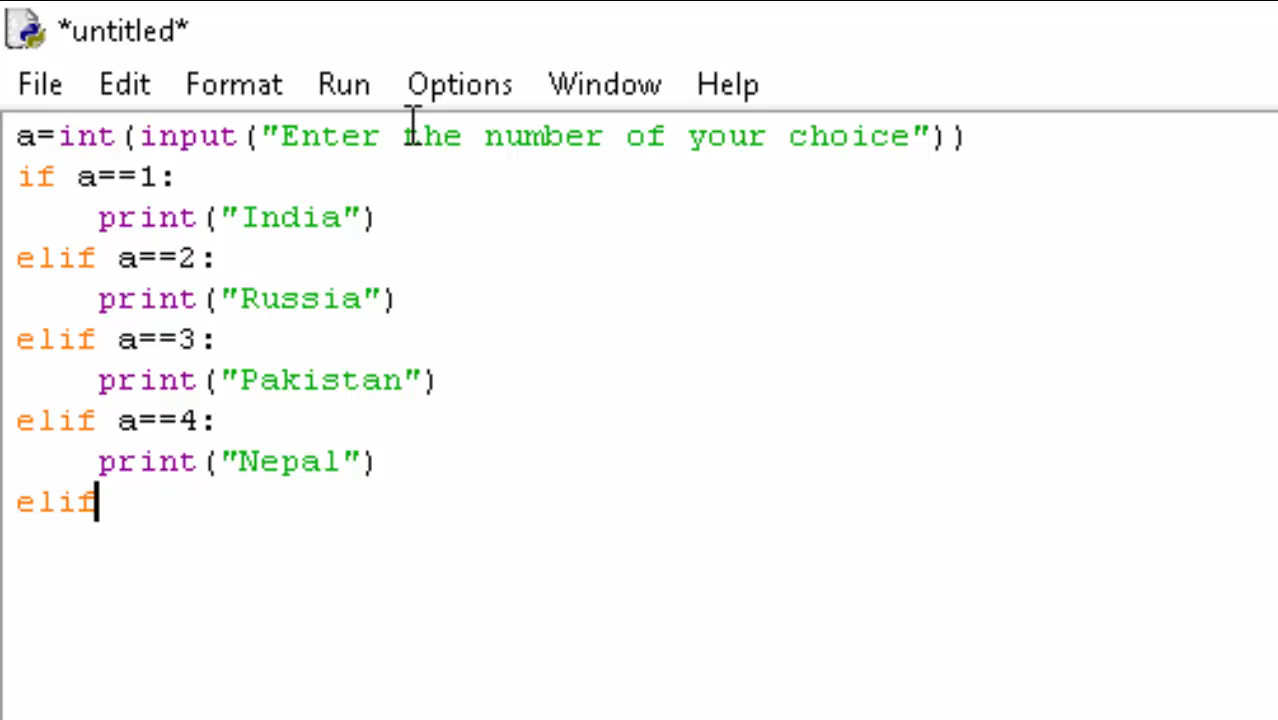 *untitled*
File Edit Format Run Options Window Help
a=int(input("Enter the number of your choice"))
if a==1:
    print("India")
elif a==2:
    print("Russia")
elif a==3:
    print("Pakistan")
elif a==4:
    print("Nepal")
elif